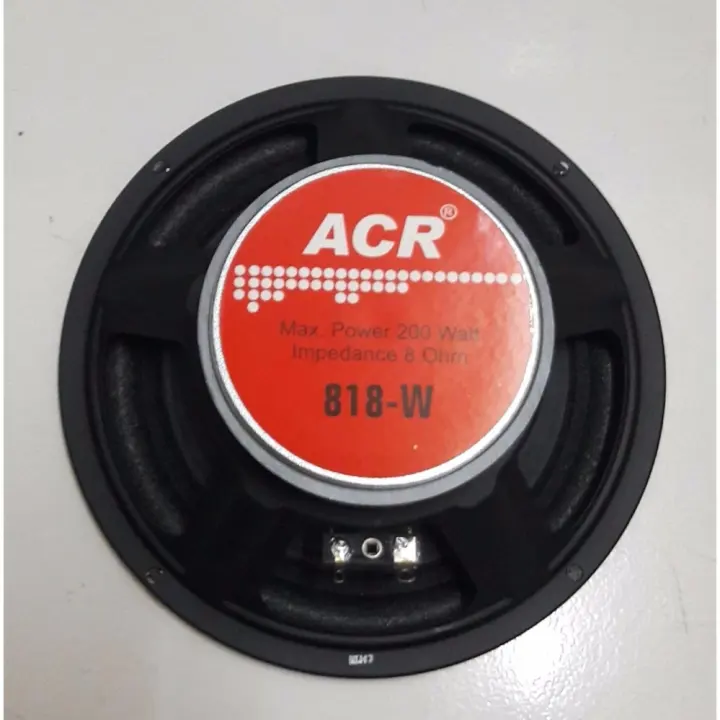 ACR®
Max. Power 200 Watt
Impedance 8 Ohm
818-W